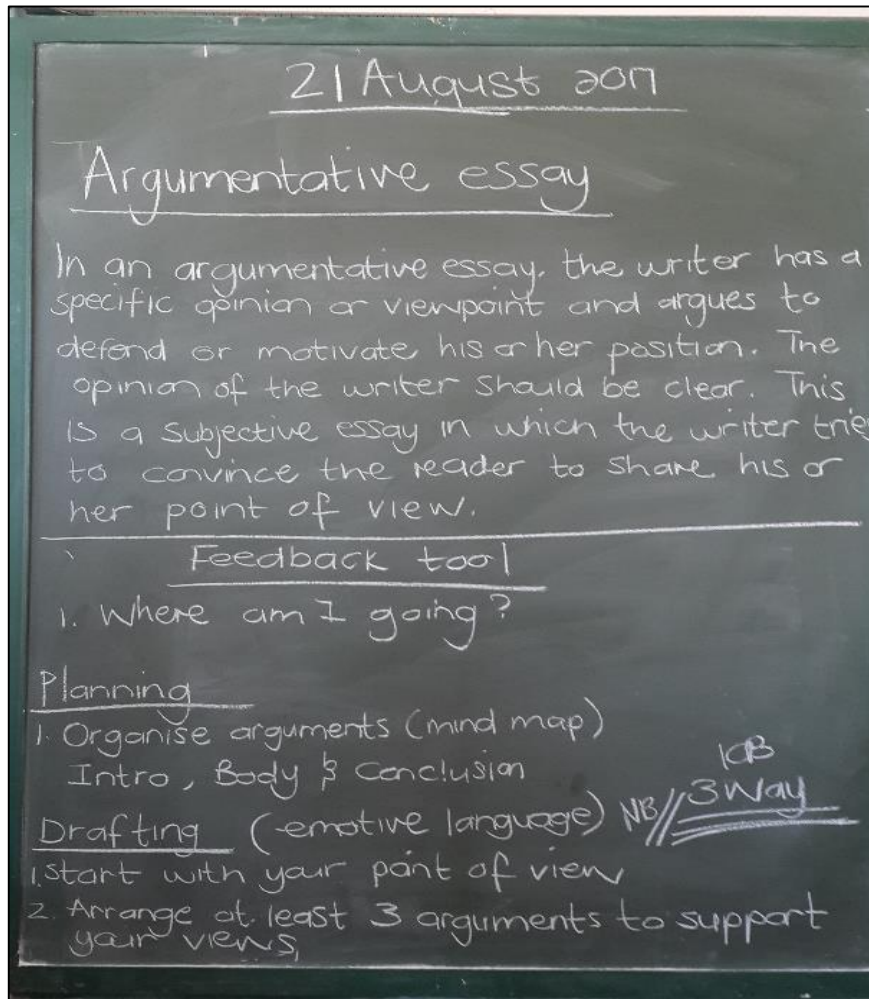 21 August 2017
Argumentative essay
In an argumentative essay, the writer has a
specific opinion or viewpoint and argues to
defend or motivate his or her position. The
opinion of the writer should be clear. This
is a subjective essay in which the writer tries
to convince the reader to share his or
her point of view.
Feedback tool
1. Where am I going?
Planning
1. Organise arguments (mind map)
Intro, Body & Conclusion
Drafting (emotive language) NB// 3 Way
1. Start with your point of view
2. Arrange at least 3 arguments to support
your views,